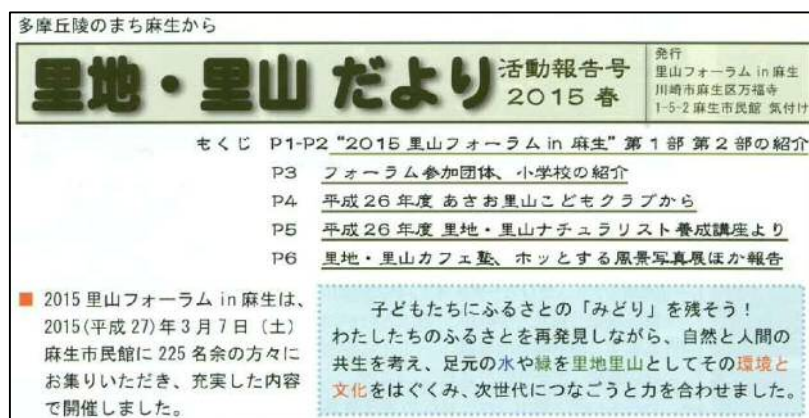 多摩丘陵のまち麻生から
里地・里山 だより
活動報告号
2015 春
発行
里山フォーラム in 麻生
川崎市麻生区万福寺
1-5-2 麻生市民館 気付け
もくじ P1-P2 "2015 里山フォーラム in 麻生" 第1部 第2部の紹介
P3 フォーラム参加団体、小学校の紹介
P4 平成26年度 あさお里山こどもクラブから
P5 平成26年度 里地・里山ナチュラリスト養成講座より
P6 里地・里山カフェ塾、ホッとする風景写真展ほか報告
■ 2015 里山フォーラム in 麻生は、
2015(平成27)年3月7日（土）
麻生市民館に225名余の方々に
お集りいただき、充実した内容
で開催しました。
子どもたちにふるさとの「みどり」を残そう！
わたしたちのふるさとを再発見しながら、自然と人間の
共生を考え、足元の水や緑を里地里山としてその環境と
文化をはぐくみ、次世代につなごうと力を合わせました。